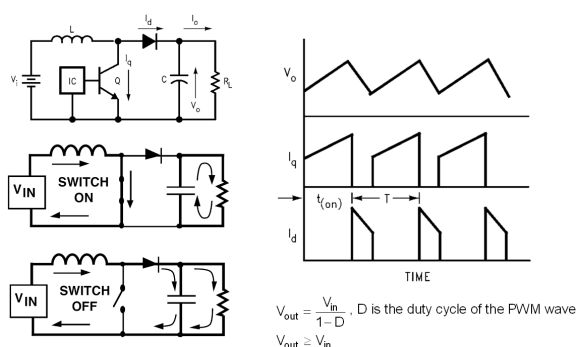 L
I_d
I_o
V_i
IC
I_q
Q
C
V_o
R_L
V_IN
SWITCH
ON
V_IN
SWITCH
OFF
V_o
I_q
t_(on)
T
I_d
TIME
V_out = V_in / 1−D , D is the duty cycle of the PWM wave
V_out ≥ V_in